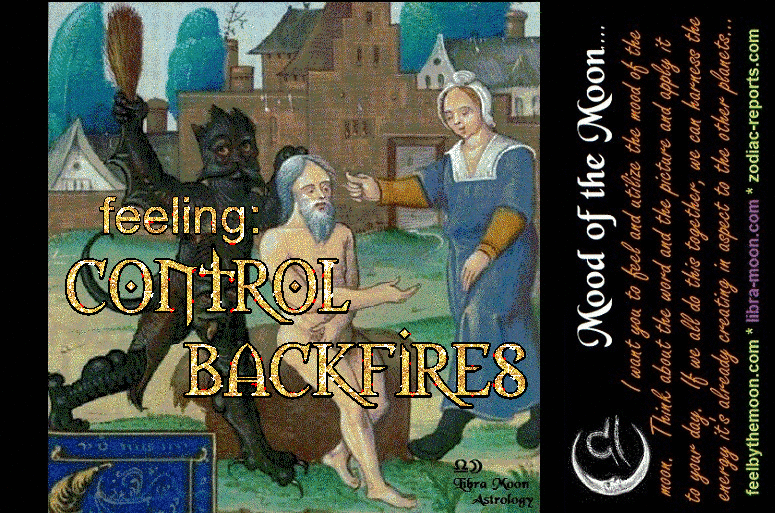 feeling:
CONTROL
BACKFIRES
Libra Moon
Astrology
Mood of the Moon....
I want you to feel and utilize the mood of the
moon. Think about the word and the picture and apply it
to your day. If we all do this together, we can harness the
energy it's already creating in aspect to the other planets...
feelbythemoon.com * libra-moon.com * zodiac-reports.com